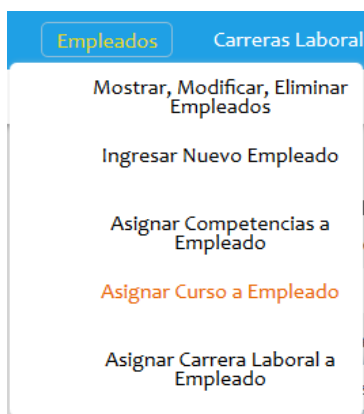 Empleados
Carreras Laboral
Mostrar, Modificar, Eliminar
Empleados
Ingresar Nuevo Empleado
Asignar Competencias a
Empleado
Asignar Curso a Empleado
Asignar Carrera Laboral a
Empleado